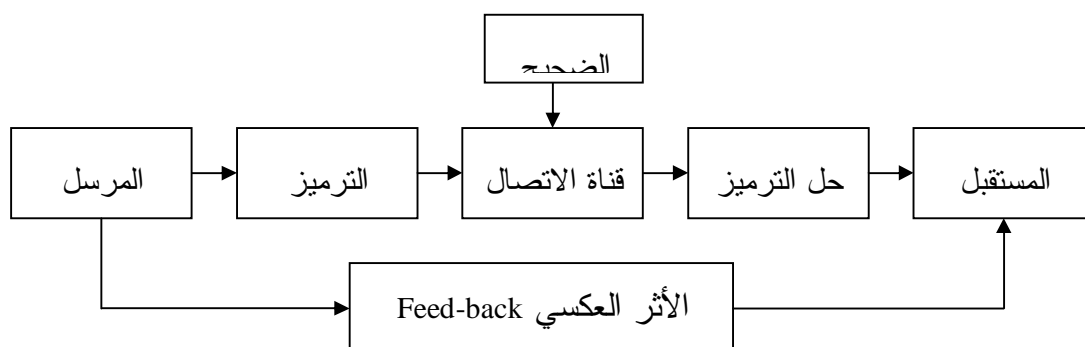 الضجيج
المرسل
الترميز
قناة الاتصال
حل الترميز
المستقبل
الأثر العكسي Feed-back